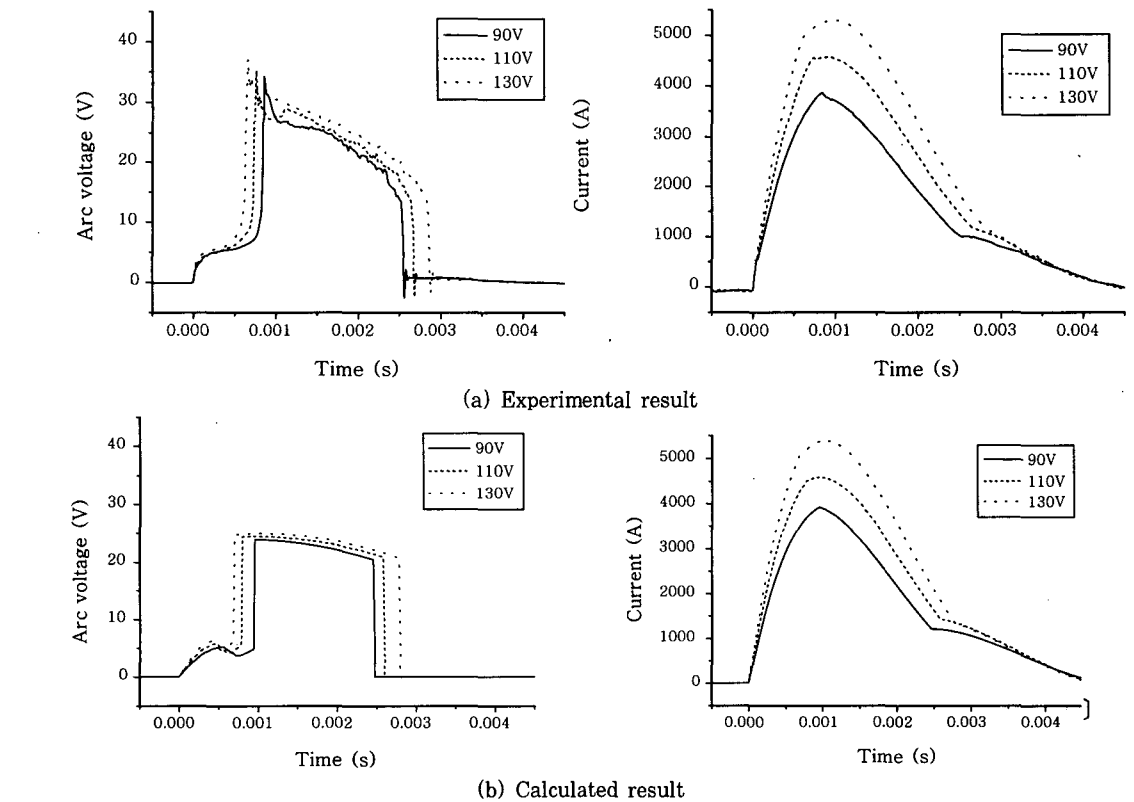 40
30
20
10
0
Arc voltage (V)
90V
110V
130V
0.000
0.001
0.002
0.003
0.004
Time (s)
5000
4000
3000
2000
1000
0
Current (A)
90V
110V
130V
0.000
0.001
0.002
0.003
0.004
Time (s)
(a) Experimental result
40
30
20
10
0
Arc voltage (V)
90V
110V
130V
0.000
0.001
0.002
0.003
0.004
Time (s)
5000
4000
3000
2000
1000
0
Current (A)
90V
110V
130V
0.000
0.001
0.002
0.003
0.004
Time (s)
(b) Calculated result